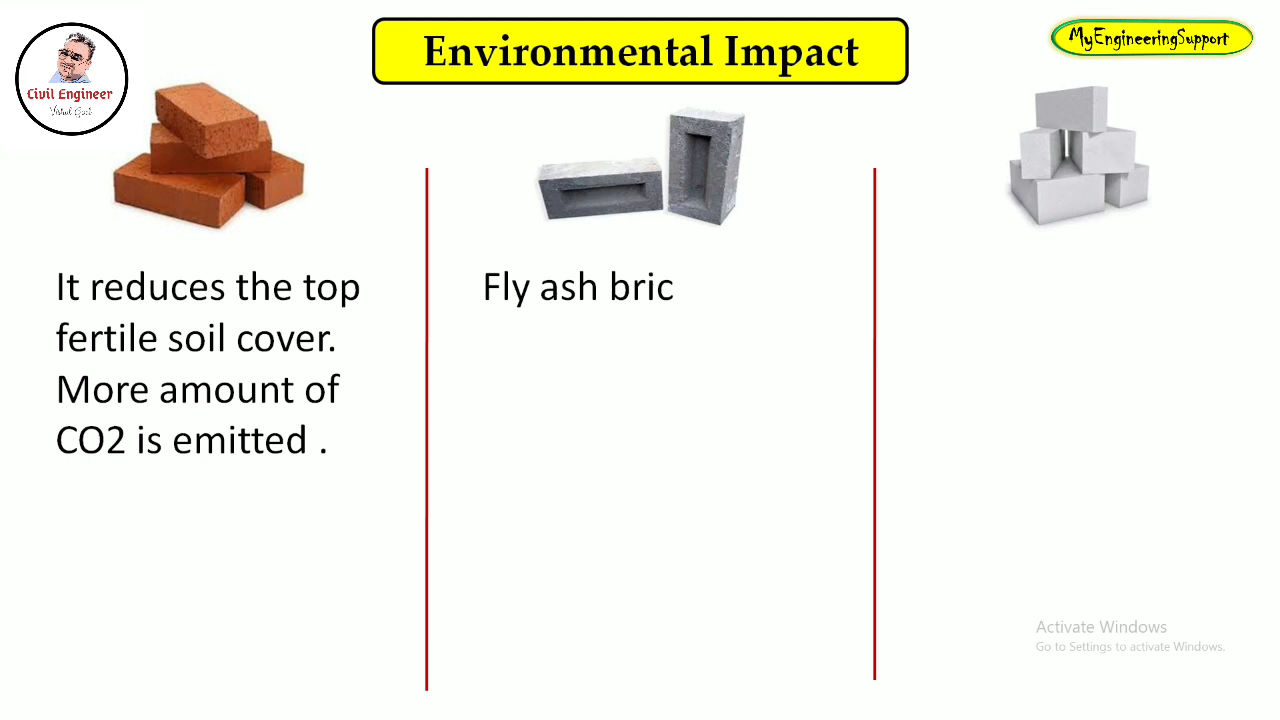 Environmental Impact
MyEngineeringSupport
Civil Engineer
Vishal Goel
It reduces the top
fertile soil cover.
More amount of
CO2 is emitted .
Fly ash bric
Activate Windows
Go to Settings to activate Windows.